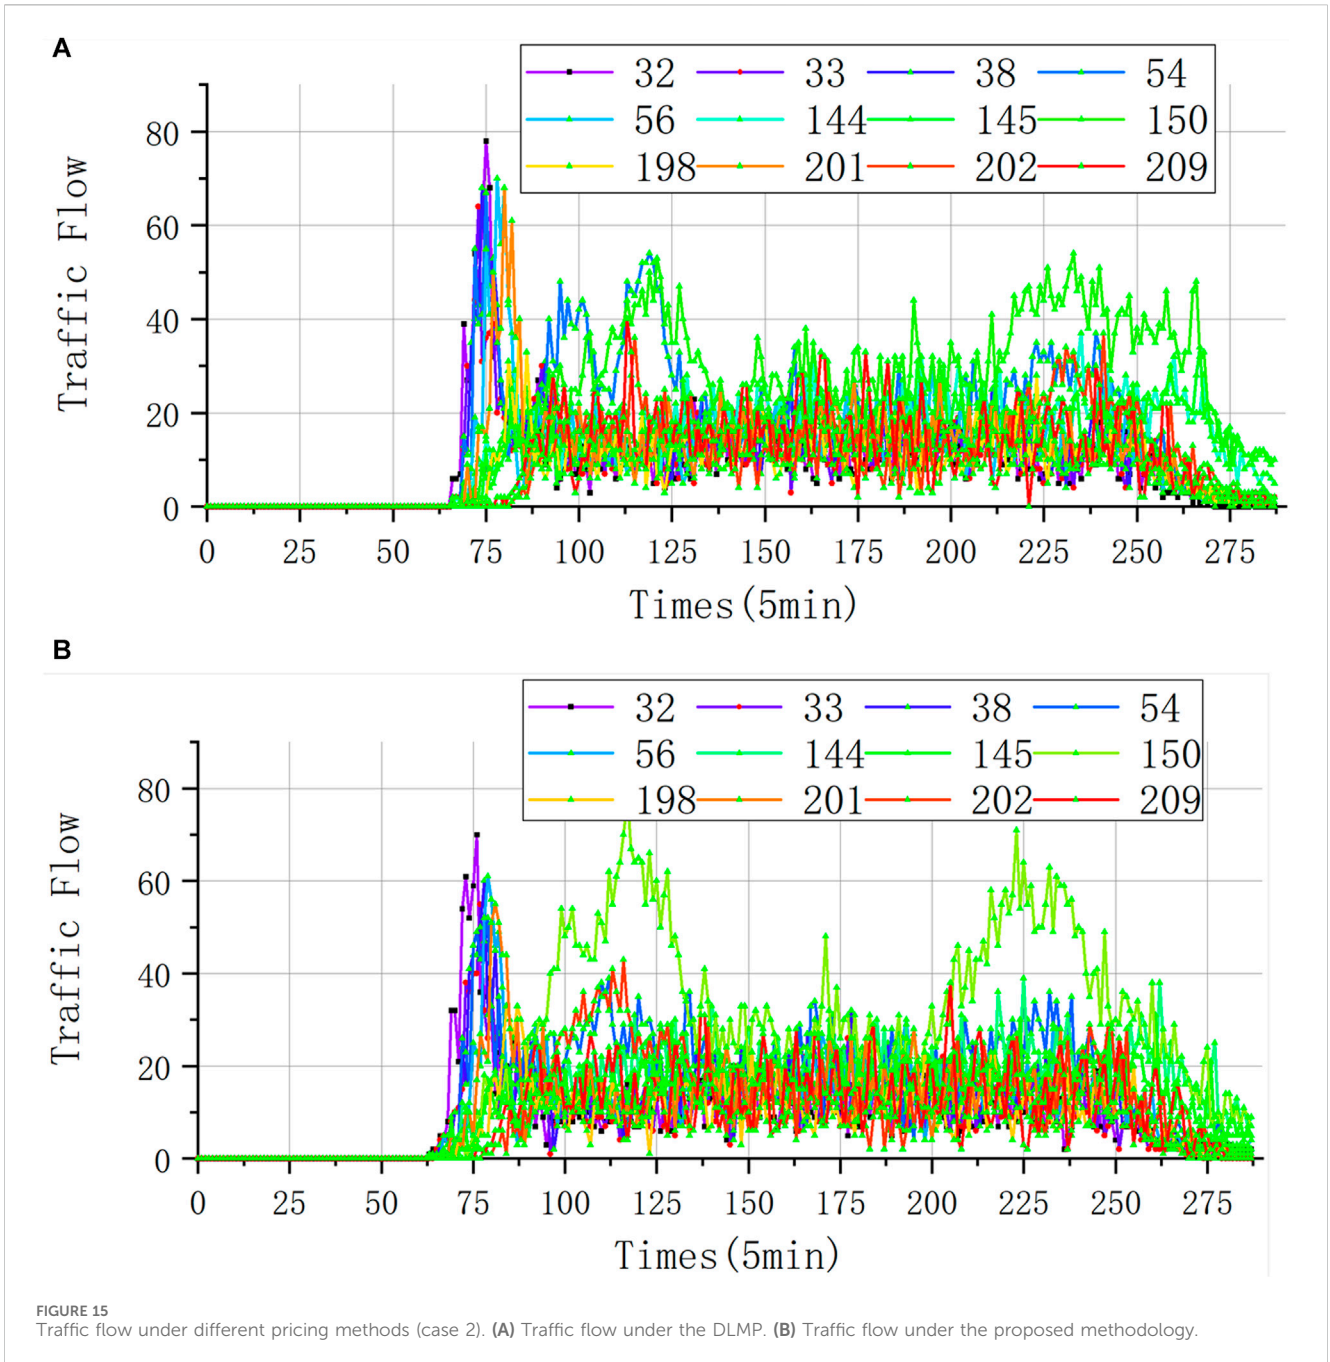 A
32 33 38 54
56 144 145 150
198 201 202 209
80
60
40
20
0
Traffic Flow
0 25 50 75 100 125 150 175 200 225 250 275
Times(5min)
B
32 33 38 54
56 144 145 150
198 201 202 209
80
60
40
20
0
Traffic Flow
0 25 50 75 100 125 150 175 200 225 250 275
Times(5min)
FIGURE 15
Traffic flow under different pricing methods (case 2). (A) Traffic flow under the DLMP. (B) Traffic flow under the proposed methodology.